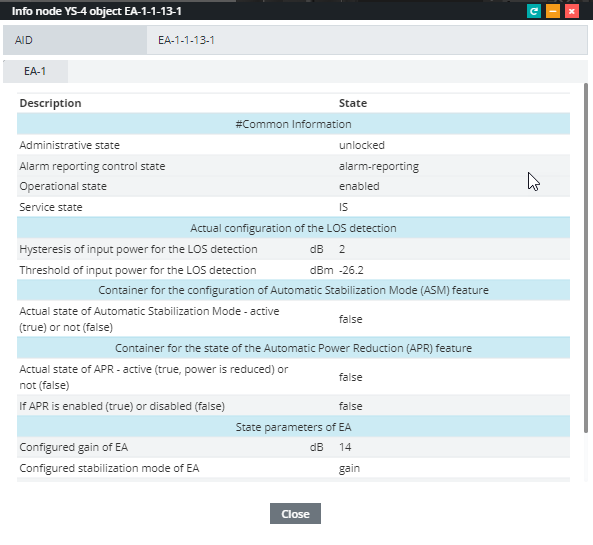 Info node YS-4 object EA-1-1-13-1
AID EA-1-1-13-1
EA-1
Description State
#Common Information
Administrative state unlocked
Alarm reporting control state alarm-reporting
Operational state enabled
Service state IS
Actual configuration of the LOS detection
Hysteresis of input power for the LOS detection dB 2
Threshold of input power for the LOS detection dBm -26.2
Container for the configuration of Automatic Stabilization Mode (ASM) feature
Actual state of Automatic Stabilization Mode - active
(true) or not (false) false
Container for the state of the Automatic Power Reduction (APR) feature
Actual state of APR - active (true, power is reduced) or
not (false) false
If APR is enabled (true) or disabled (false) false
State parameters of EA
Configured gain of EA dB 14
Configured stabilization mode of EA gain
Close